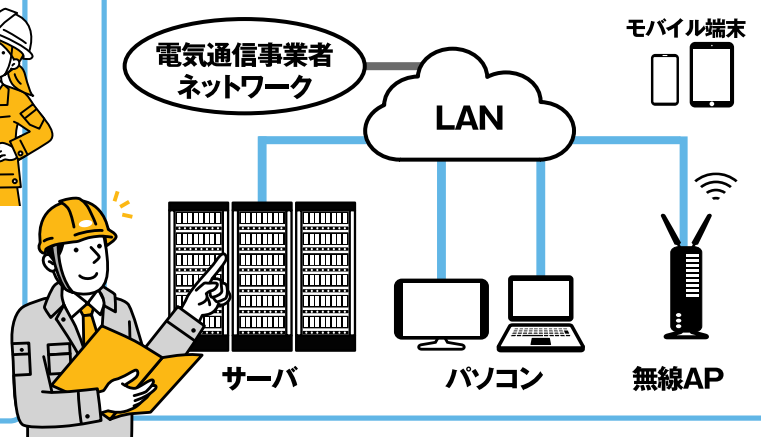 電気通信事業者
ネットワーク
モバイル端末
LAN
サーバ
パソコン
無線AP